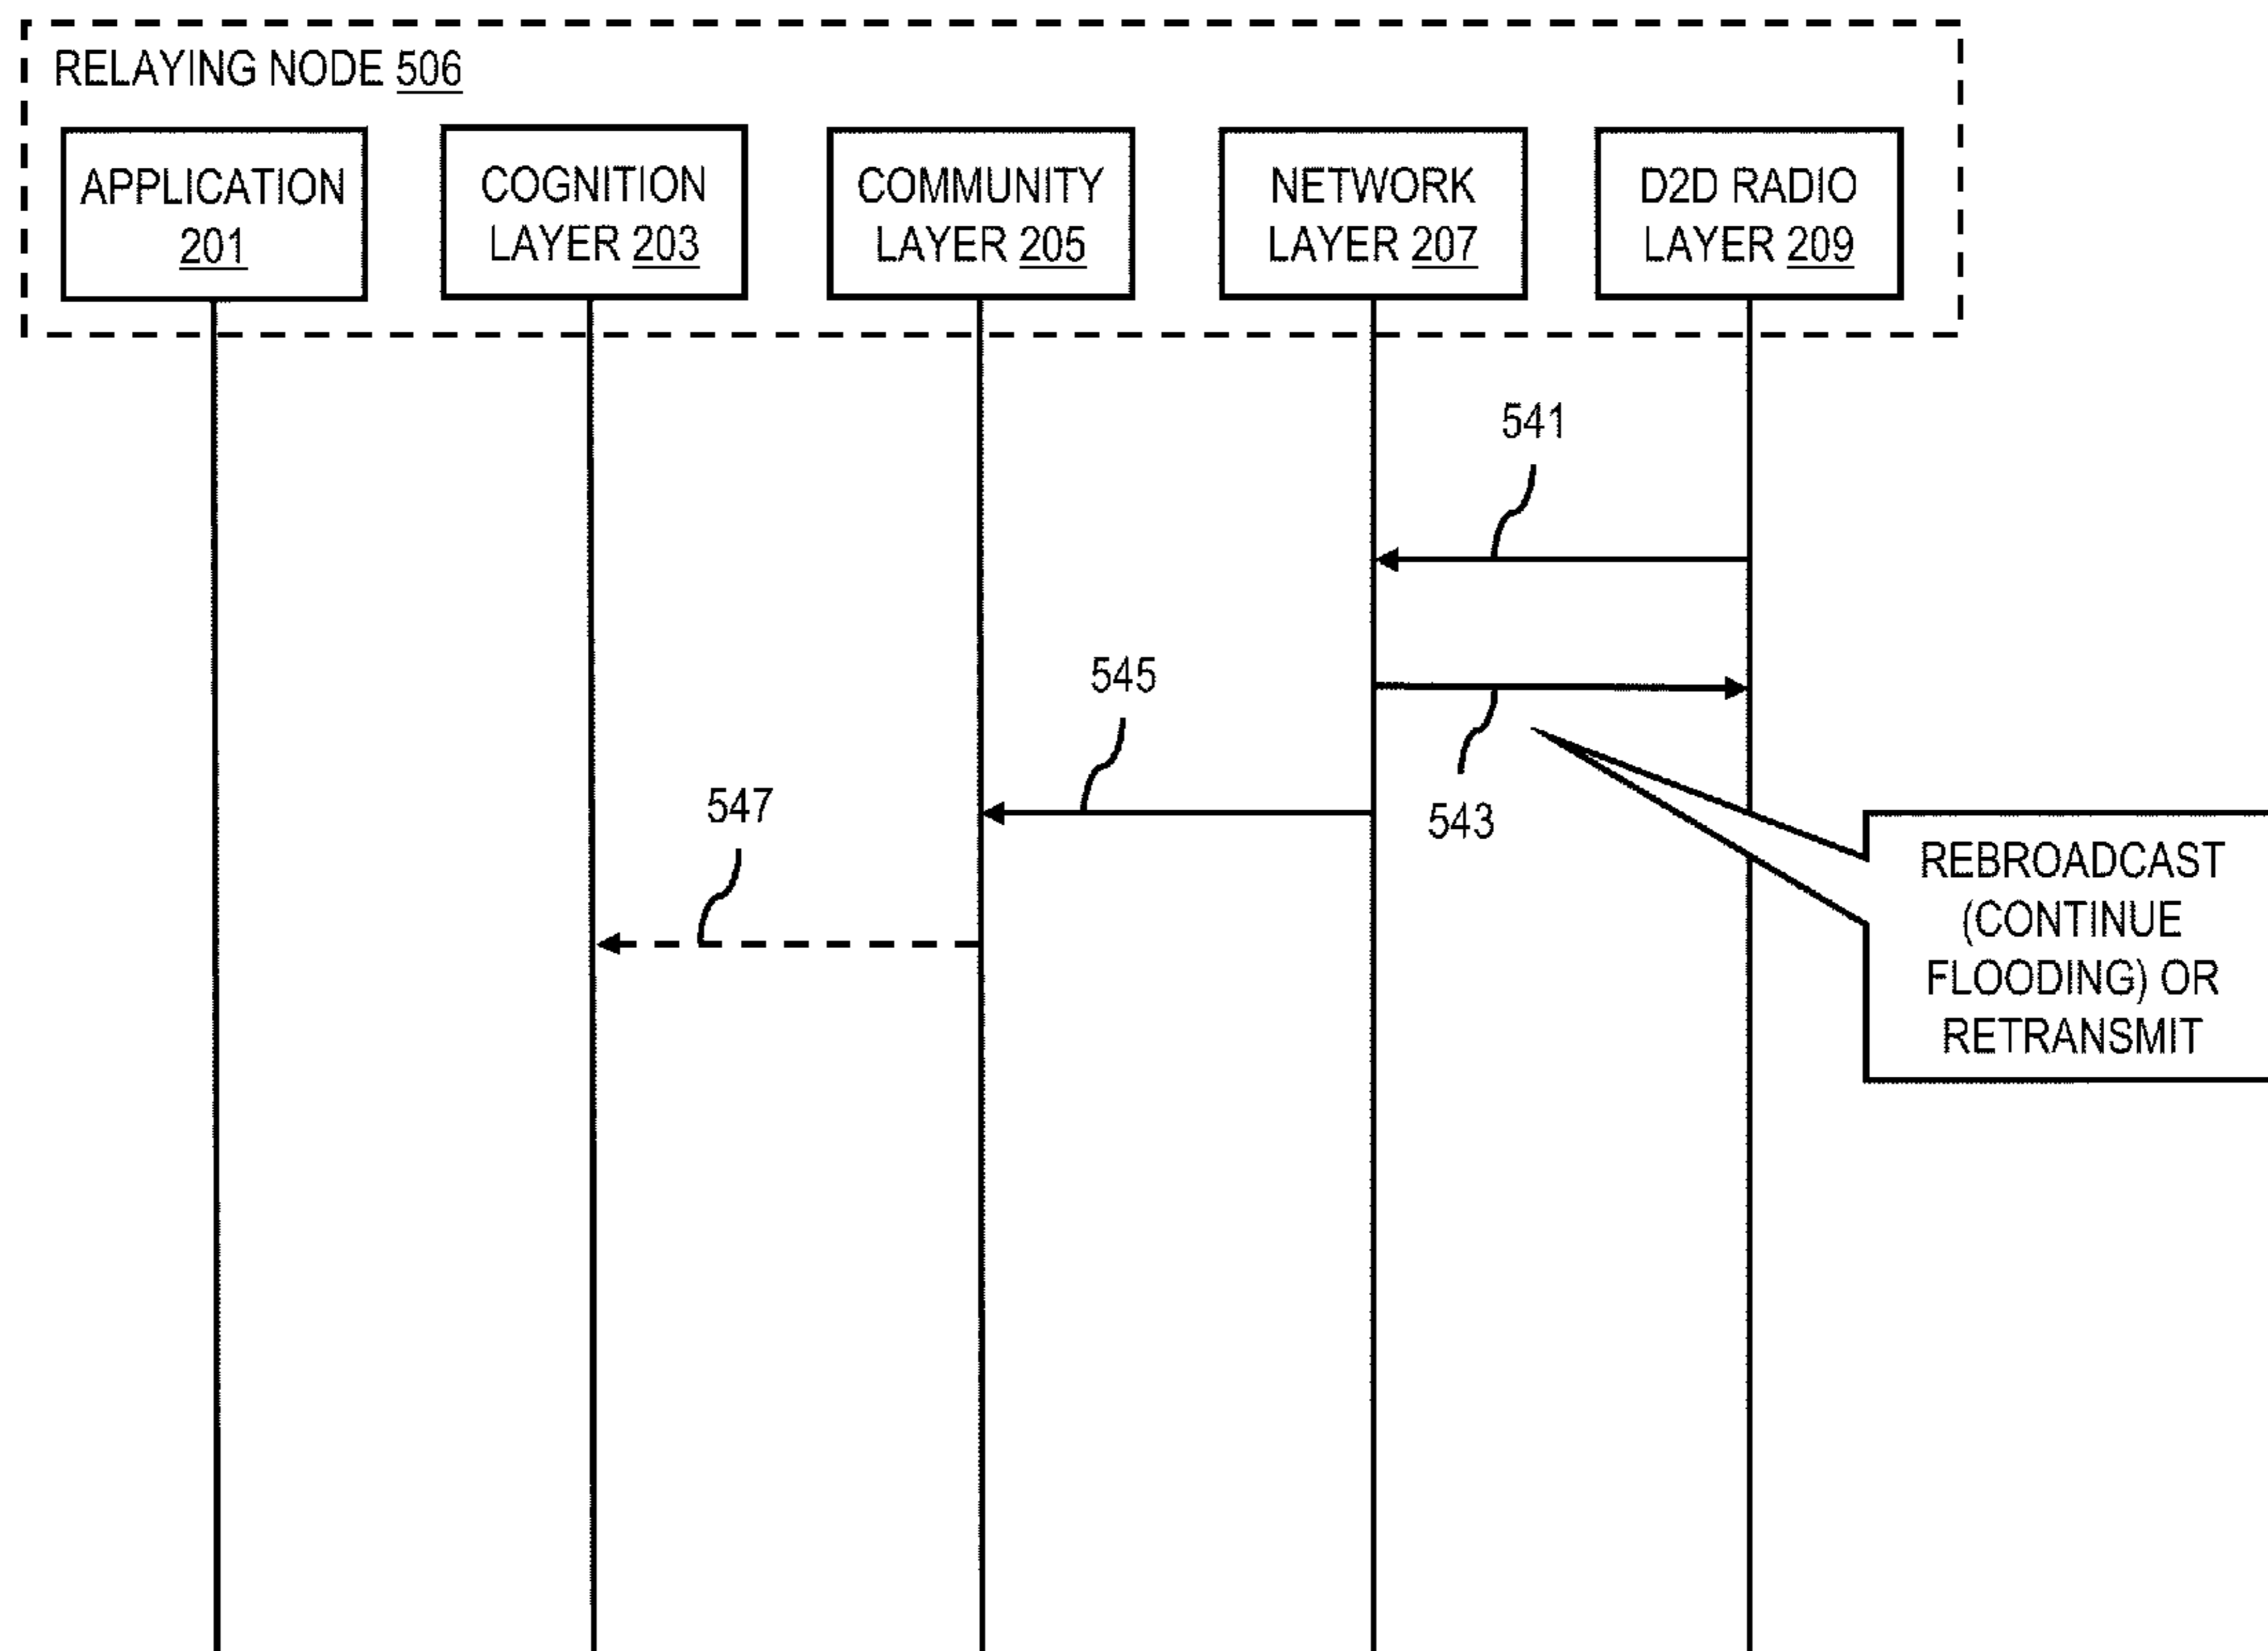 RELAYING NODE 506
APPLICATION
201
COGNITION
LAYER 203
COMMUNITY
LAYER 205
NETWORK
LAYER 207
D2D RADIO
LAYER 209
541
545
547
543
REBROADCAST
(CONTINUE
FLOODING) OR
RETRANSMIT